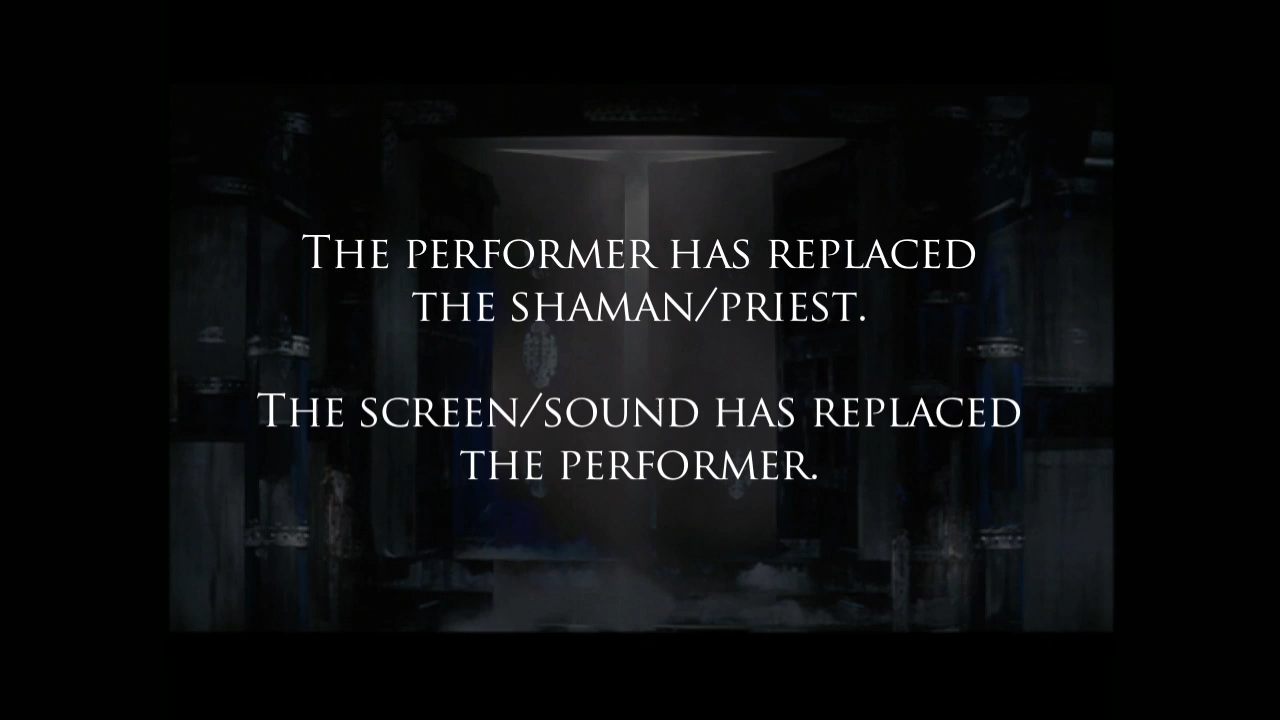 The performer has replaced
the shaman/priest.
The screen/sound has replaced
the performer.